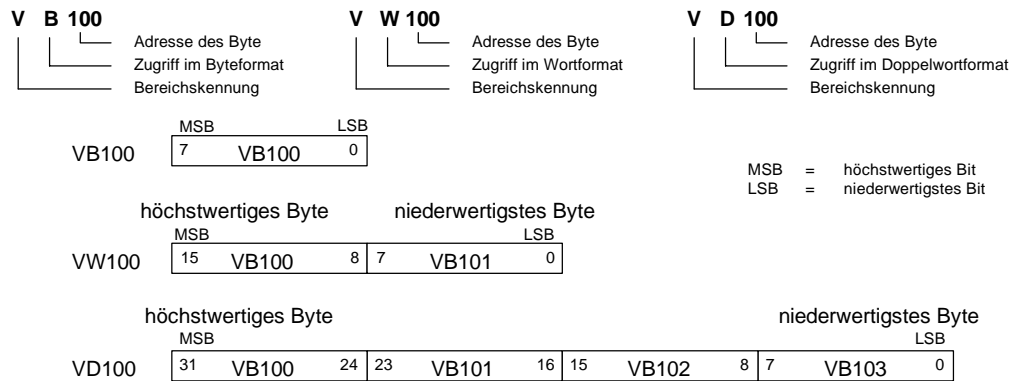 V B 100 V W 100 V D 100
Adresse des Byte Adresse des Byte Adresse des Byte
Zugriff im Byteformat Zugriff im Wortformat Zugriff im Doppelwortformat
Bereichskennung Bereichskennung Bereichskennung
MSB LSB
VB100 7 VB100 0
MSB = höchstwertiges Bit
LSB = niederwertigstes Bit
höchstwertiges Byte niederwertigstes Byte
MSB LSB
VW100 15 VB100 8 7 VB101 0
höchstwertiges Byte niederwertigstes Byte
MSB LSB
VD100 31 VB100 24 23 VB101 16 15 VB102 8 7 VB103 0